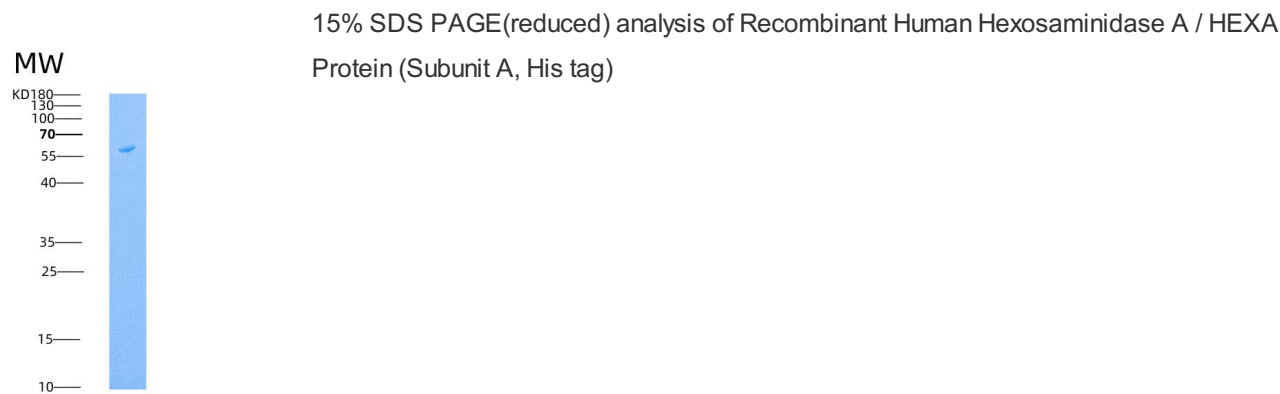 15% SDS PAGE(reduced) analysis of Recombinant Human Hexosaminidase A / HEXA
Protein (Subunit A, His tag)
MW
KD180
130
100
70
55
40
35
25
15
10